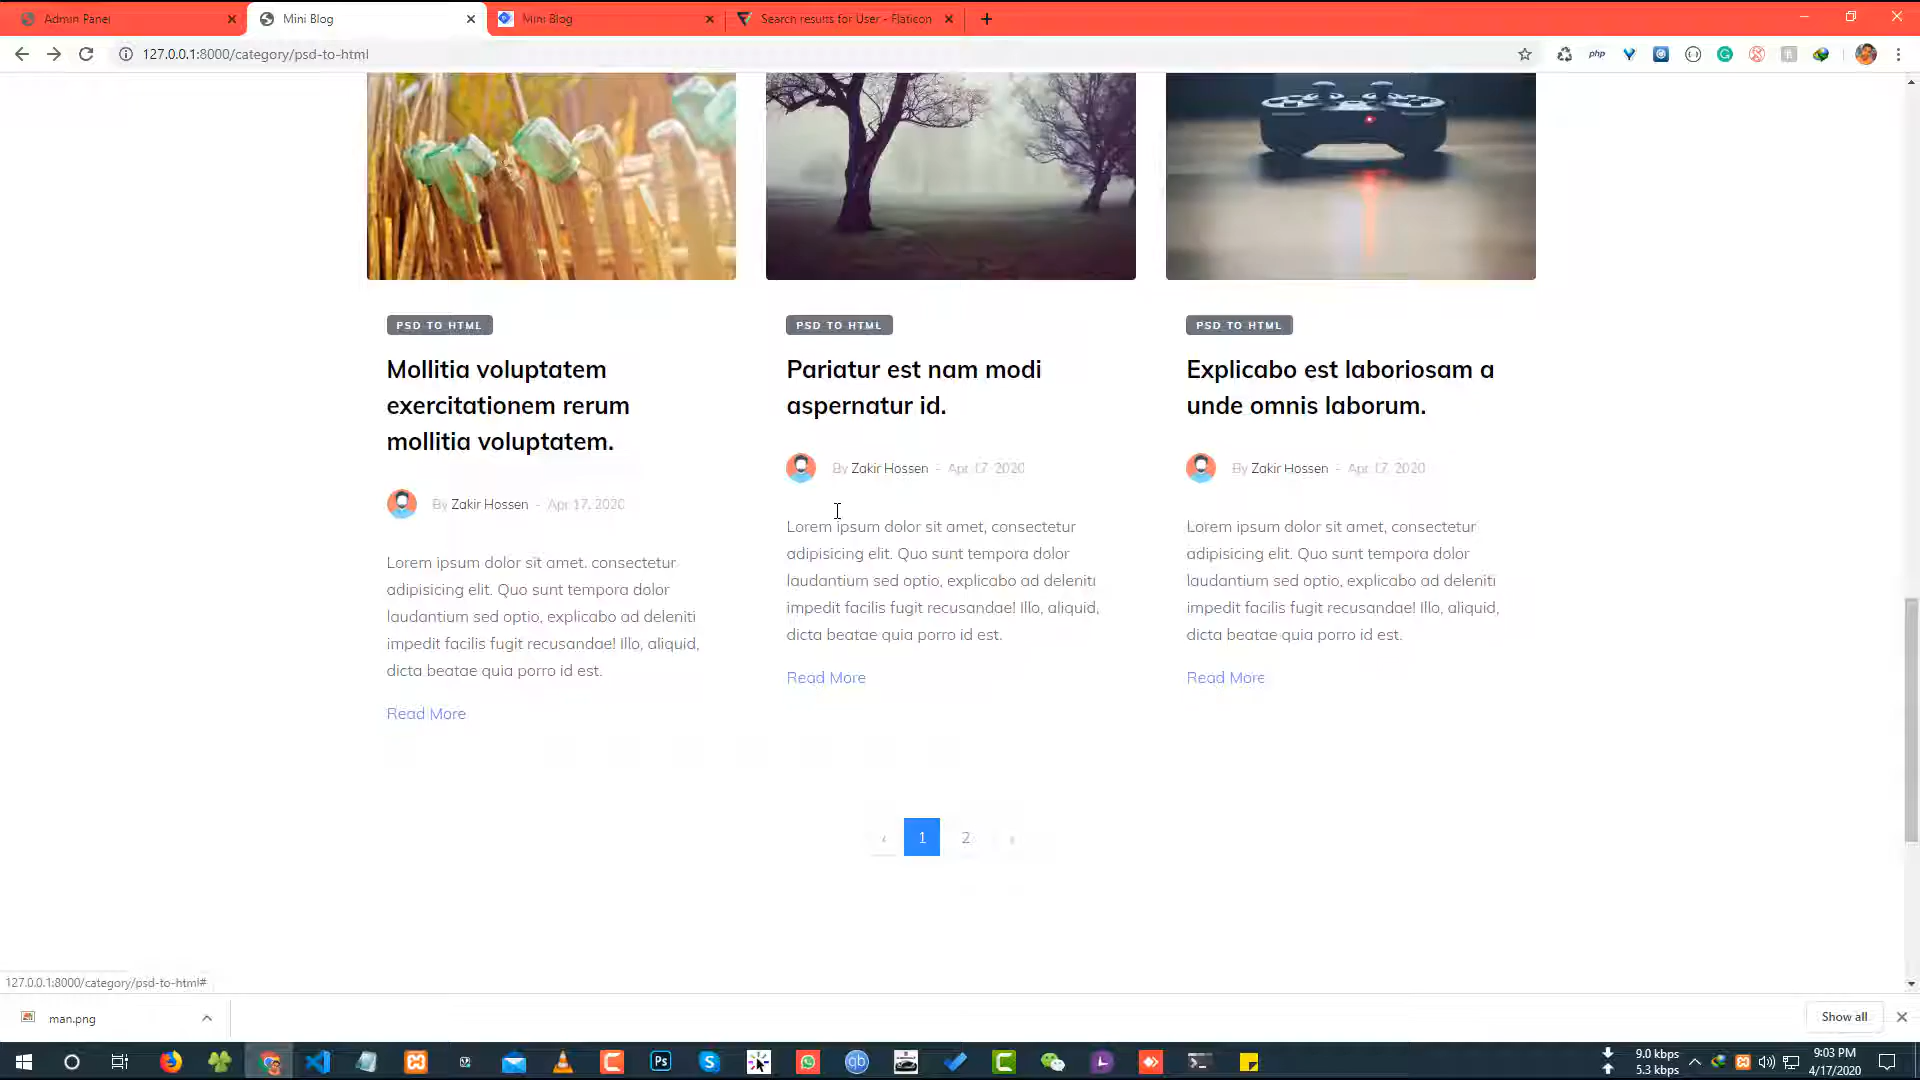 Admin Panel
Mini Blog
Mini Blog
Search results for User - Flaticon
127.0.0.1:8000/category/psd-to-html
php
PSD TO HTML
Mollitia voluptatem
exercitationem rerum
mollitia voluptatem.
By Zakir Hossen - Apr 17, 2020
Lorem ipsum dolor sit amet, consectetur
adipisicing elit. Quo sunt tempora dolor
laudantium sed optio, explicabo ad deleniti
impedit facilis fugit recusandae! Illo, aliquid,
dicta beatae quia porro id est.
Read More
PSD TO HTML
Pariatur est nam modi
aspernatur id.
By Zakir Hossen - Apr 17, 2020
Lorem ipsum dolor sit amet, consectetur
adipisicing elit. Quo sunt tempora dolor
laudantium sed optio, explicabo ad deleniti
impedit facilis fugit recusandae! Illo, aliquid,
dicta beatae quia porro id est.
Read More
PSD TO HTML
Explicabo est laboriosam a
unde omnis laborum.
By Zakir Hossen - Apr 17, 2020
Lorem ipsum dolor sit amet, consectetur
adipisicing elit. Quo sunt tempora dolor
laudantium sed optio, explicabo ad deleniti
impedit facilis fugit recusandae! Illo, aliquid,
dicta beatae quia porro id est.
Read More
‹ 1 2 ›
127.0.0.1:8000/category/psd-to-html#
man.png
Show all
Ps
qb
9.0 kbps
5.3 kbps
9:03 PM
4/17/2020